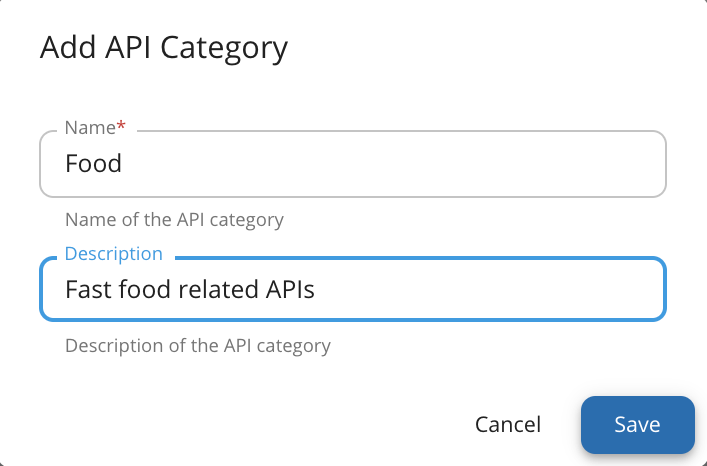 Add API Category
Name*
Food
Name of the API category
Description
Fast food related APIs
Description of the API category
Cancel Save